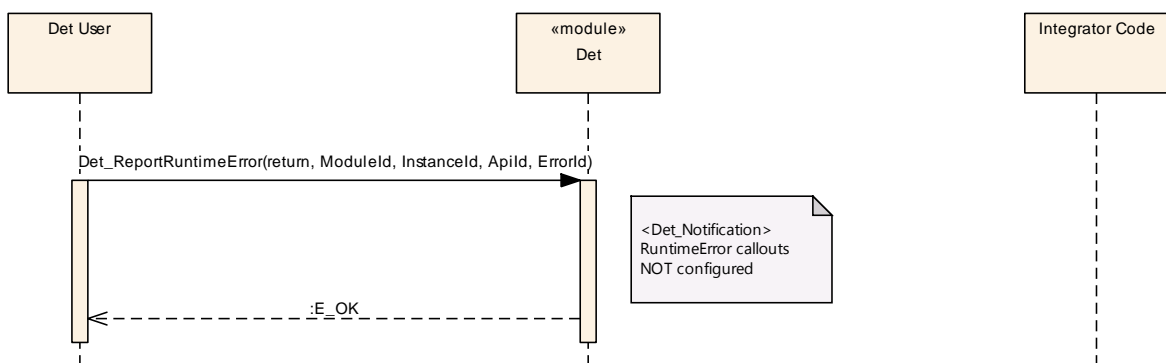 Det User
«module»
Det
Integrator Code
Det_ReportRuntimeError(return, ModuleId, InstanceId, ApiId, ErrorId)
<Det_Notification>
RuntimeError callouts
NOT configured
:E_OK